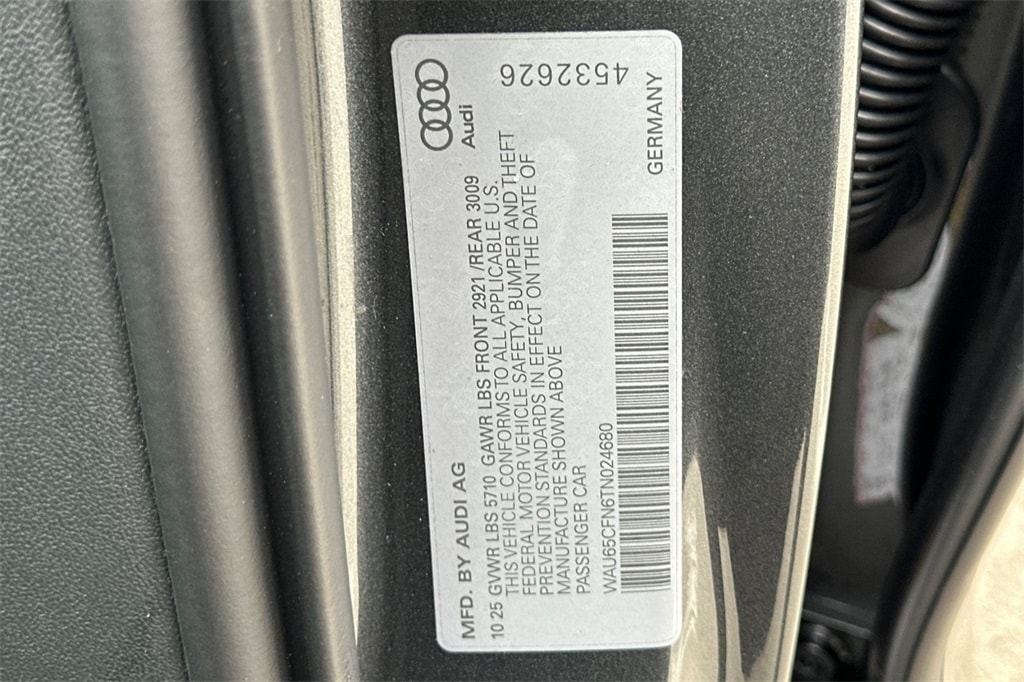 MFD. BY AUDI AG
Audi
10 25 GVWR LBS 5710 GAWR LBS FRONT 2921 /REAR 3009
THIS VEHICLE CONFORMS TO ALL APPLICABLE U.S.
FEDERAL MOTOR VEHICLE SAFETY, BUMPER AND THEFT
PREVENTION STANDARDS IN EFFECT ON THE DATE OF
MANUFACTURE SHOWN ABOVE
PASSENGER CAR
WAU65CFN6TN024680
GERMANY
4532626